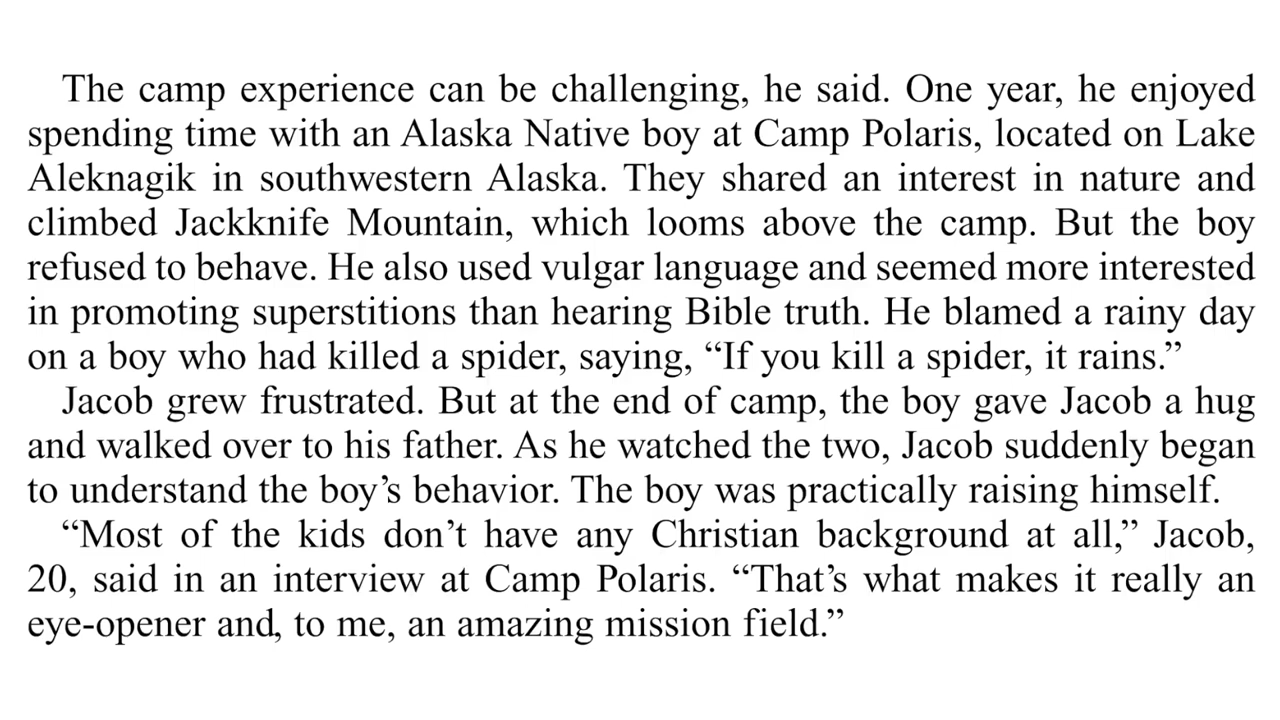 The camp experience can be challenging, he said. One year, he enjoyed
spending time with an Alaska Native boy at Camp Polaris, located on Lake
Aleknagik in southwestern Alaska. They shared an interest in nature and
climbed Jackknife Mountain, which looms above the camp. But the boy
refused to behave. He also used vulgar language and seemed more interested
in promoting superstitions than hearing Bible truth. He blamed a rainy day
on a boy who had killed a spider, saying, “If you kill a spider, it rains.”
Jacob grew frustrated. But at the end of camp, the boy gave Jacob a hug
and walked over to his father. As he watched the two, Jacob suddenly began
to understand the boy’s behavior. The boy was practically raising himself.
“Most of the kids don’t have any Christian background at all,” Jacob,
20, said in an interview at Camp Polaris. “That’s what makes it really an
eye-opener and, to me, an amazing mission field.”